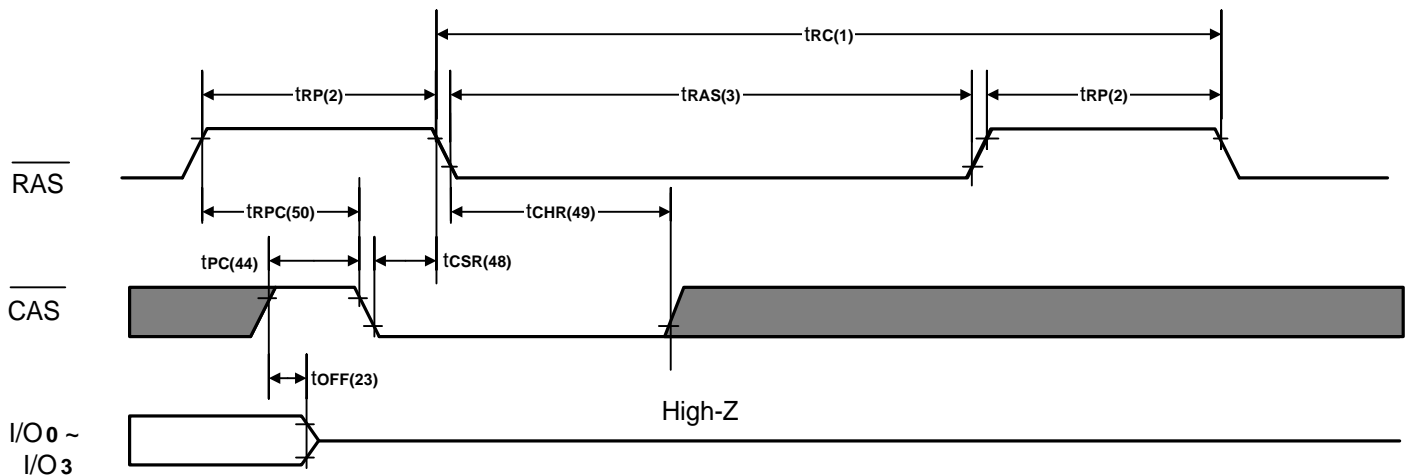 tRC(1)
tRP(2)
tRAS(3)
tRP(2)
RAS
tRPC(50)
tCHR(49)
tPC(44)
tCSR(48)
CAS
tOFF(23)
High-Z
I/O0 ~
I/O3